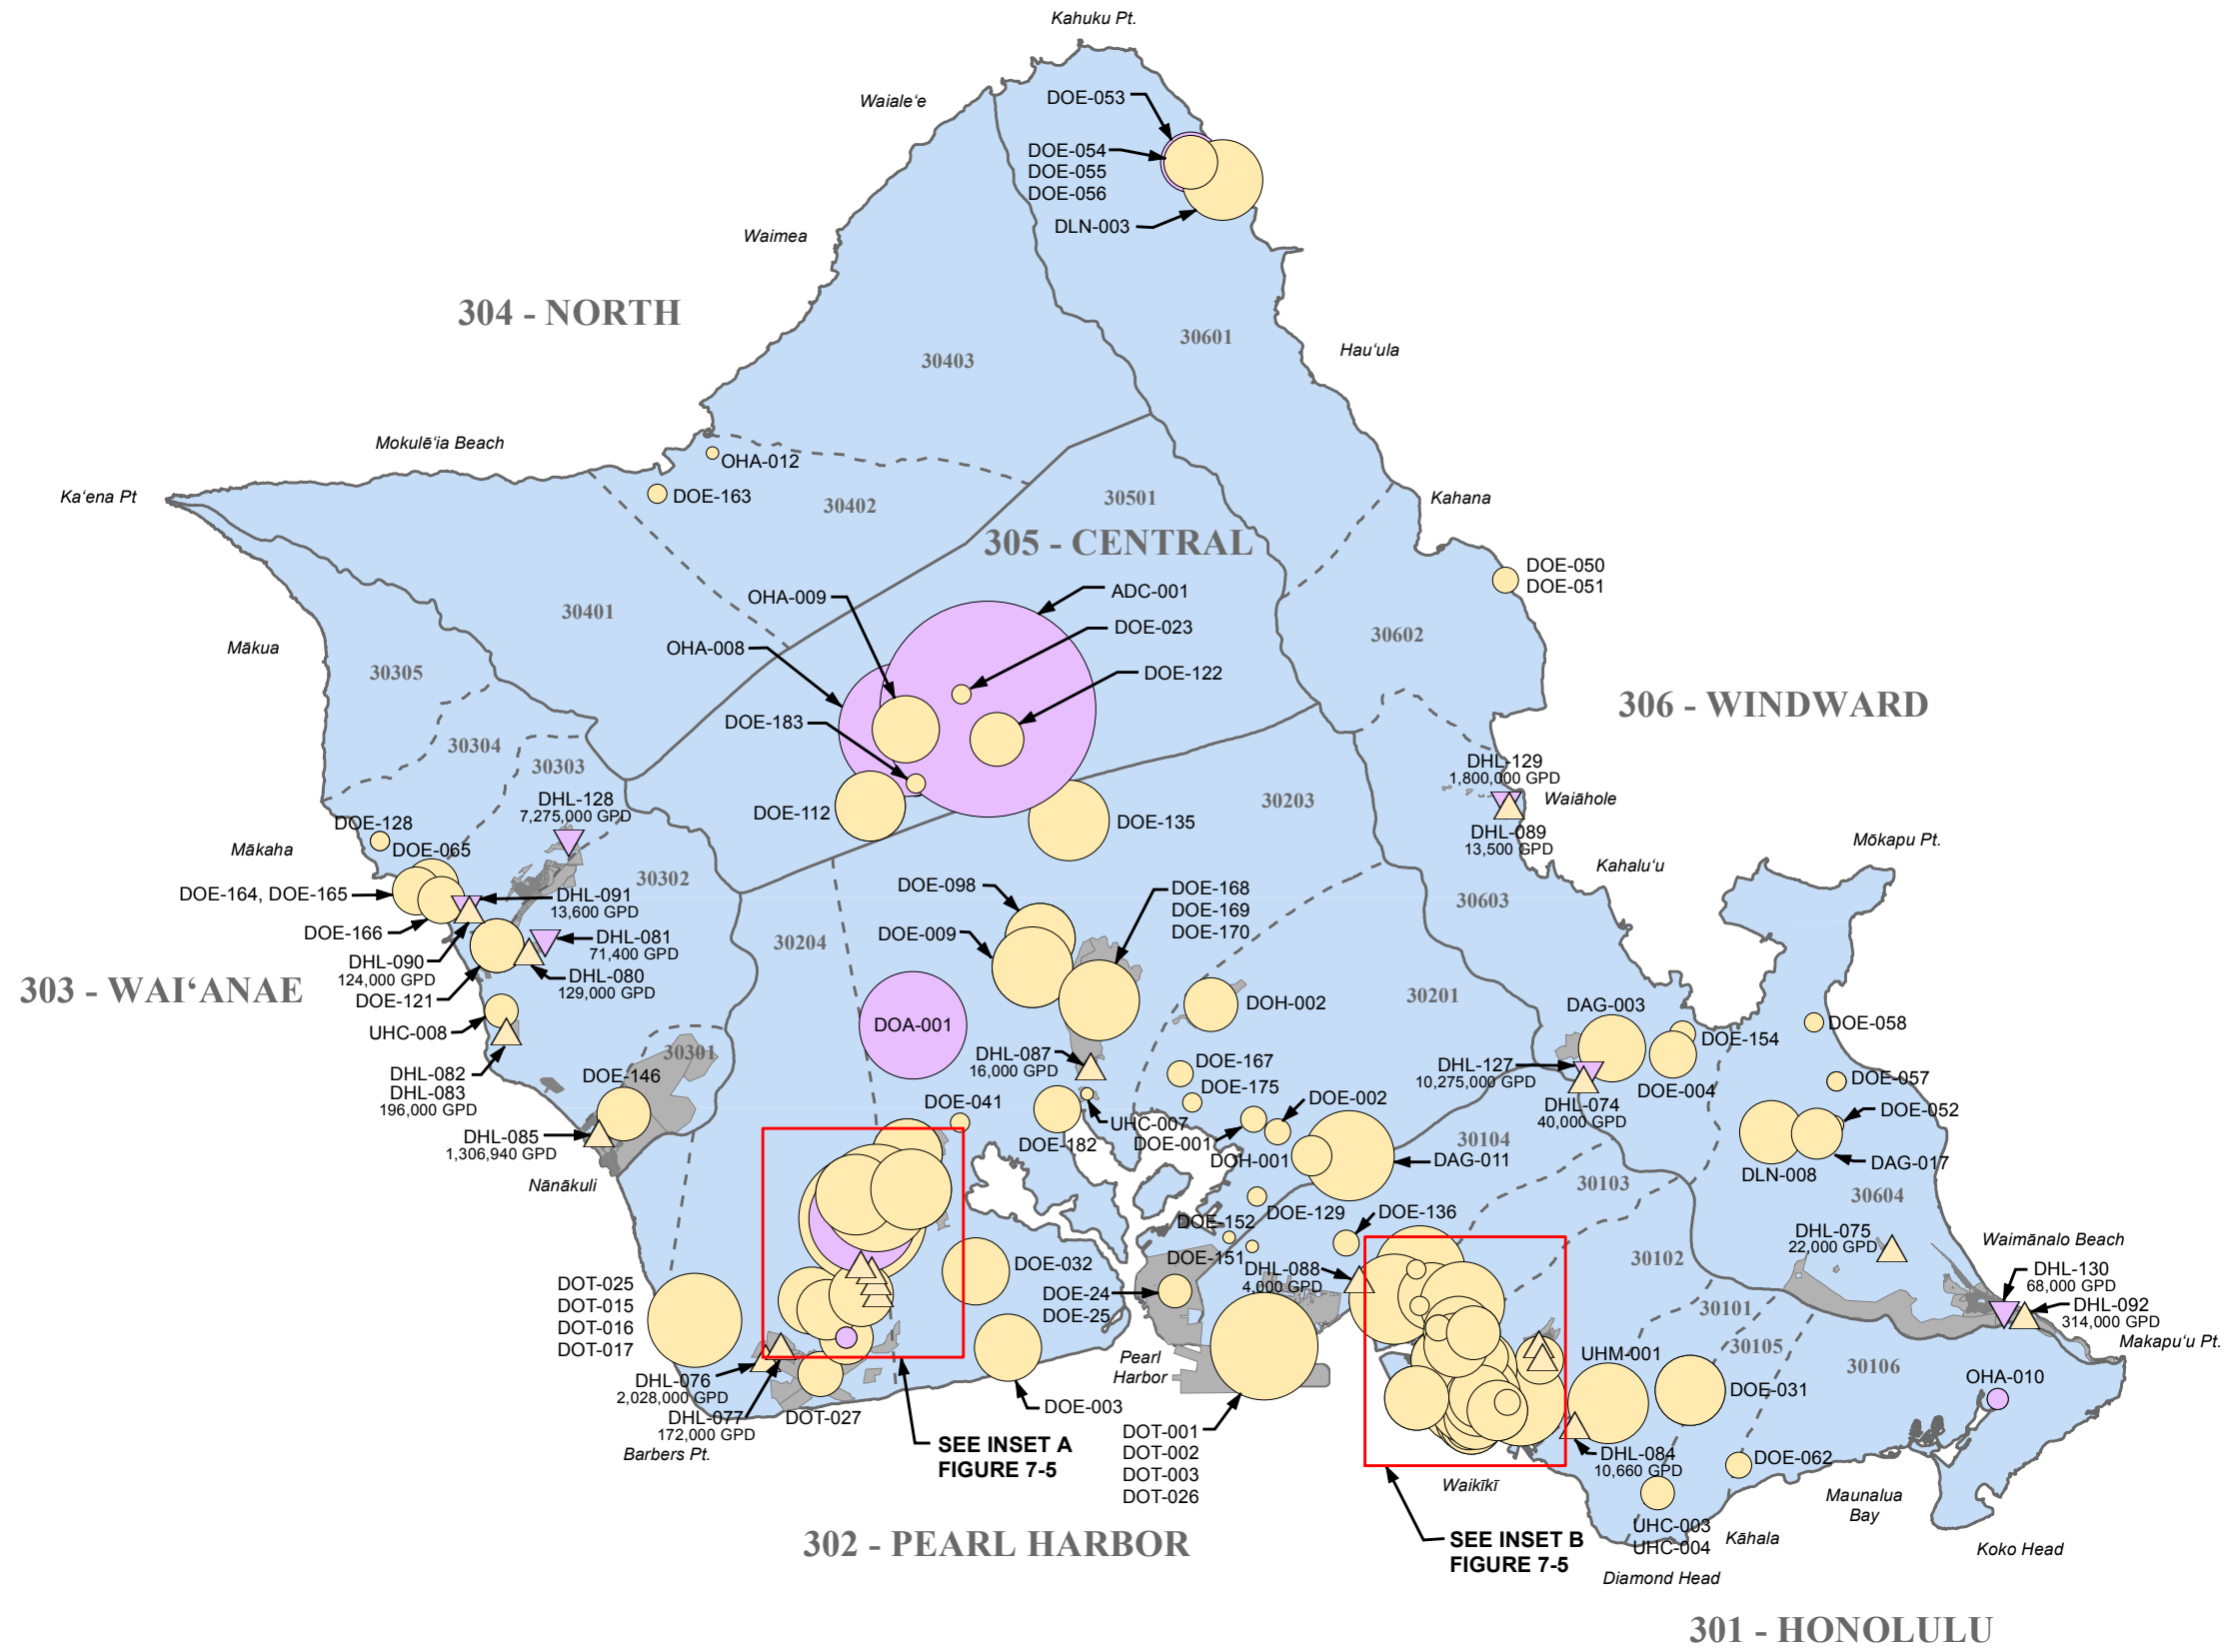 Kahuku Pt.
Waiale‘e
DOE-053
DOE-054
DOE-055
DOE-056
DLN-003
Waimea
304 - NORTH
30601
Hau‘ula
30403
Mokulē‘ia Beach
OHA-012
DOE-163
Ka‘ena Pt
30402
30501
Kahana
305 - CENTRAL
DOE-050
DOE-051
OHA-009
ADC-001
30401
DOE-023
30602
OHA-008
Mākua
30305
DOE-122
306 - WINDWARD
DOE-183
30304
30303
DHL-129
1,800,000 GPD
Waiāhole
DHL-128
7,275,000 GPD
30203
DOE-112
DOE-135
DOE-128
DHL-089
13,500 GPD
Mōkapu Pt.
Mākaha
DOE-065
Kahalu‘u
30302
DOE-164, DOE-165
DHL-091
13,600 GPD
DOE-098
DOE-168
DOE-169
DOE-170
30603
DOE-166
DOE-009
DHL-081
71,400 GPD
30204
DHL-090
124,000 GPD
DHL-080
129,000 GPD
303 - WAI‘ANAE
DOE-121
30201
DOH-002
DAG-003
UHC-008
DOA-001
DOE-058
DOE-154
30301
DHL-087
16,000 GPD
DOE-167
DHL-127
10,275,000 GPD
DHL-082
DHL-083
196,000 GPD
DOE-146
DOE-175
DOE-004
DOE-057
DHL-074
40,000 GPD
DOE-041
DOE-002
DOE-052
DHL-085
1,306,940 GPD
UHC-007
DOE-182
DOE-001
30104
DOH-001
DAG-011
DLN-008
DAG-017
Nānākuli
30103
30604
DOE-129
DOE-136
DOE-152
DHL-075
22,000 GPD
Waimānalo Beach
DOE-151
30102
DOE-032
DHL-088
4,000 GPD
DHL-130
68,000 GPD
DOT-025
DOT-015
DOT-016
DOT-017
DOE-24
DOE-25
30101
DHL-092
314,000 GPD
Makapu‘u Pt.
30105
Pearl
Harbor
UHM-001
30106
DHL-076
2,028,000 GPD
OHA-010
DOE-031
DOE-003
DHL-077
172,000 GPD
DOT-027
DOT-001
DOT-002
DOT-003
DOT-026
Barbers Pt.
SEE INSET A
FIGURE 7-5
DHL-084
10,660 GPD
DOE-062
Waikīkī
Maunalua
Bay
UHC-003
UHC-004
Kāhala
302 - PEARL HARBOR
SEE INSET B
FIGURE 7-5
Koko Head
Diamond Head
301 - HONOLULU